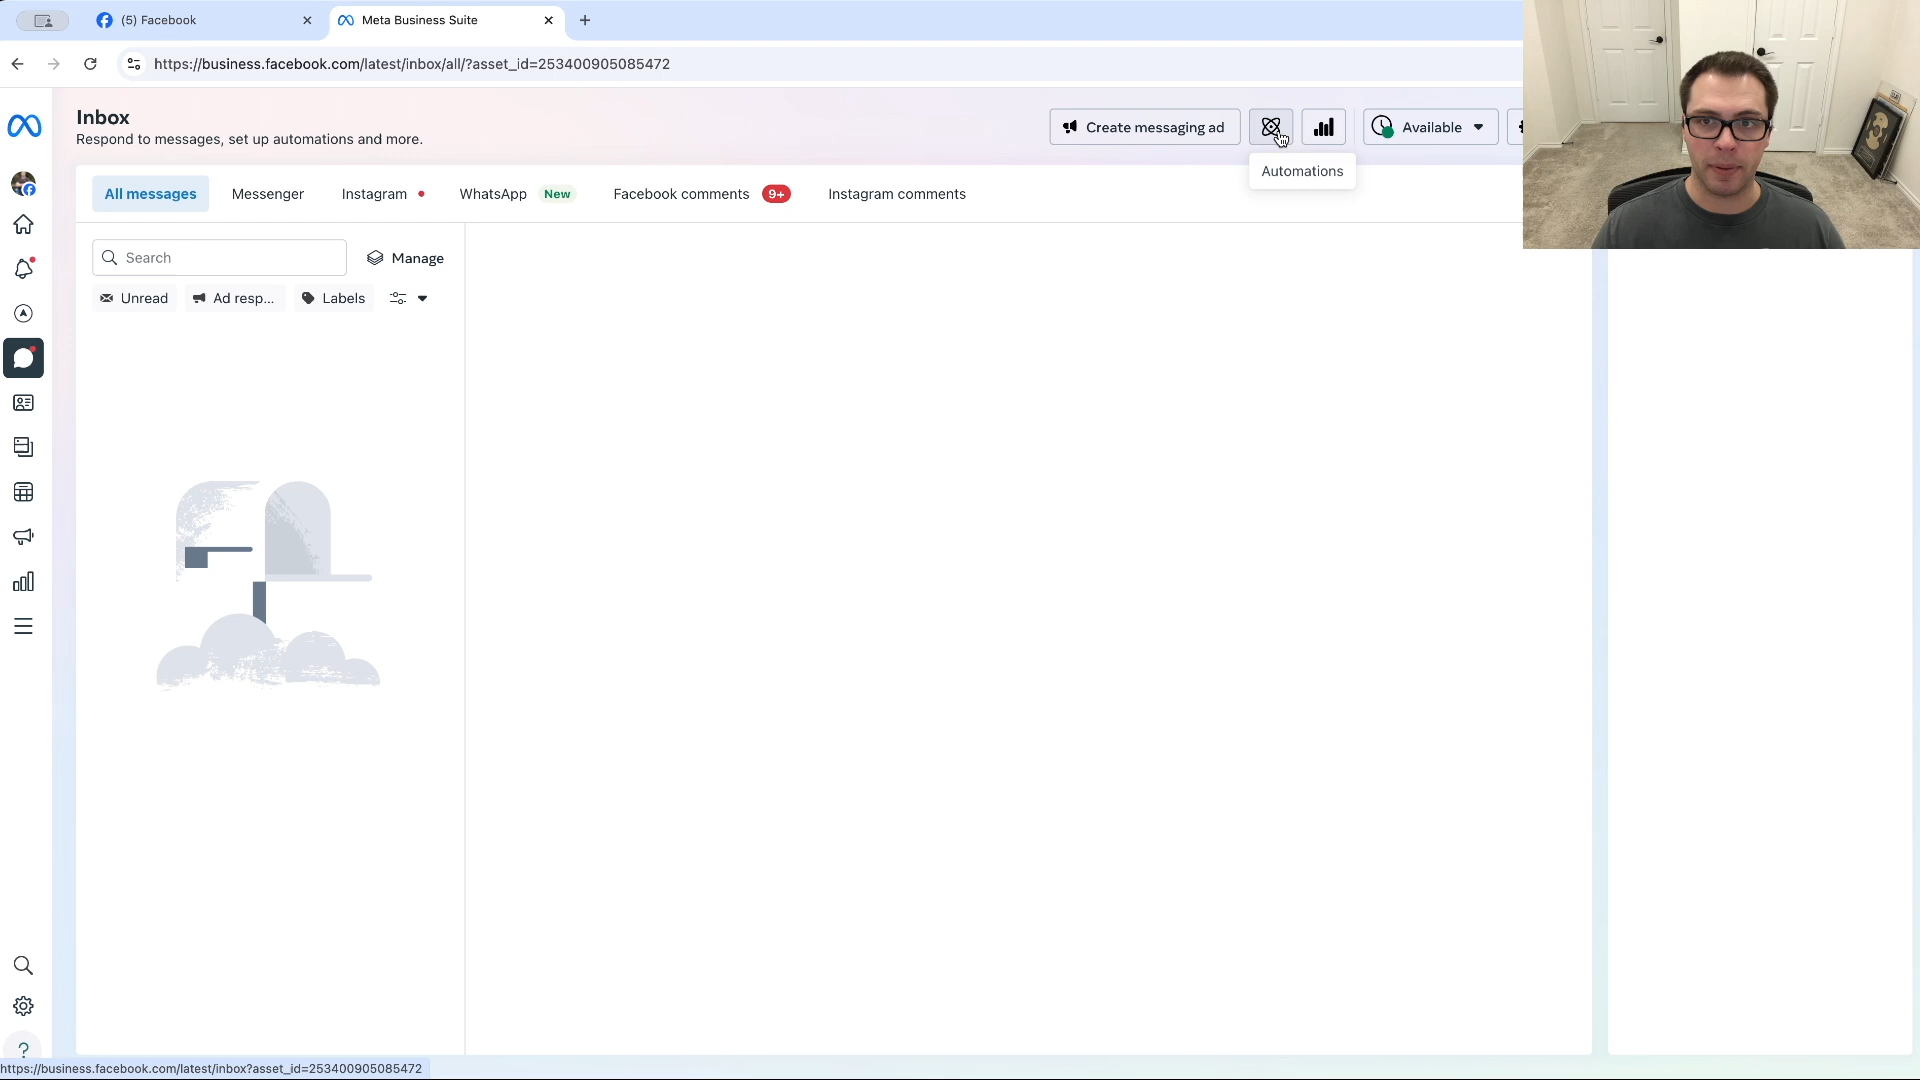 (5) Facebook
Meta Business Suite
https://business.facebook.com/latest/inbox/all/?asset_id=253400905085472
Inbox
Respond to messages, set up automations and more.
Create messaging ad
Available
Automations
All messages
Messenger
Instagram
WhatsApp New
Facebook comments 9+
Instagram comments
Search
Manage
Unread
Ad resp...
Labels
?
https://business.facebook.com/latest/inbox?asset_id=253400905085472